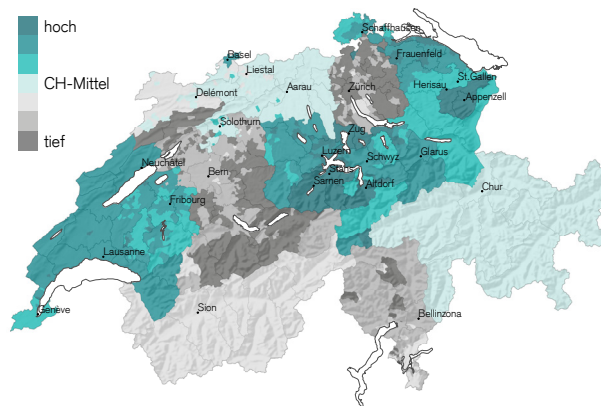 hoch
CH-Mittel
tief
Schaffhausen
Basel
Liestal
Frauenfeld
Delémont
Aarau
Zürich
Herisau
St.Gallen
Appenzell
Solothurn
Zug
Neuchâtel
Luzern
Schwyz
Glarus
Bern
Stans
Sarnen
Altdorf
Chur
Fribourg
Lausanne
Genève
Sion
Bellinzona